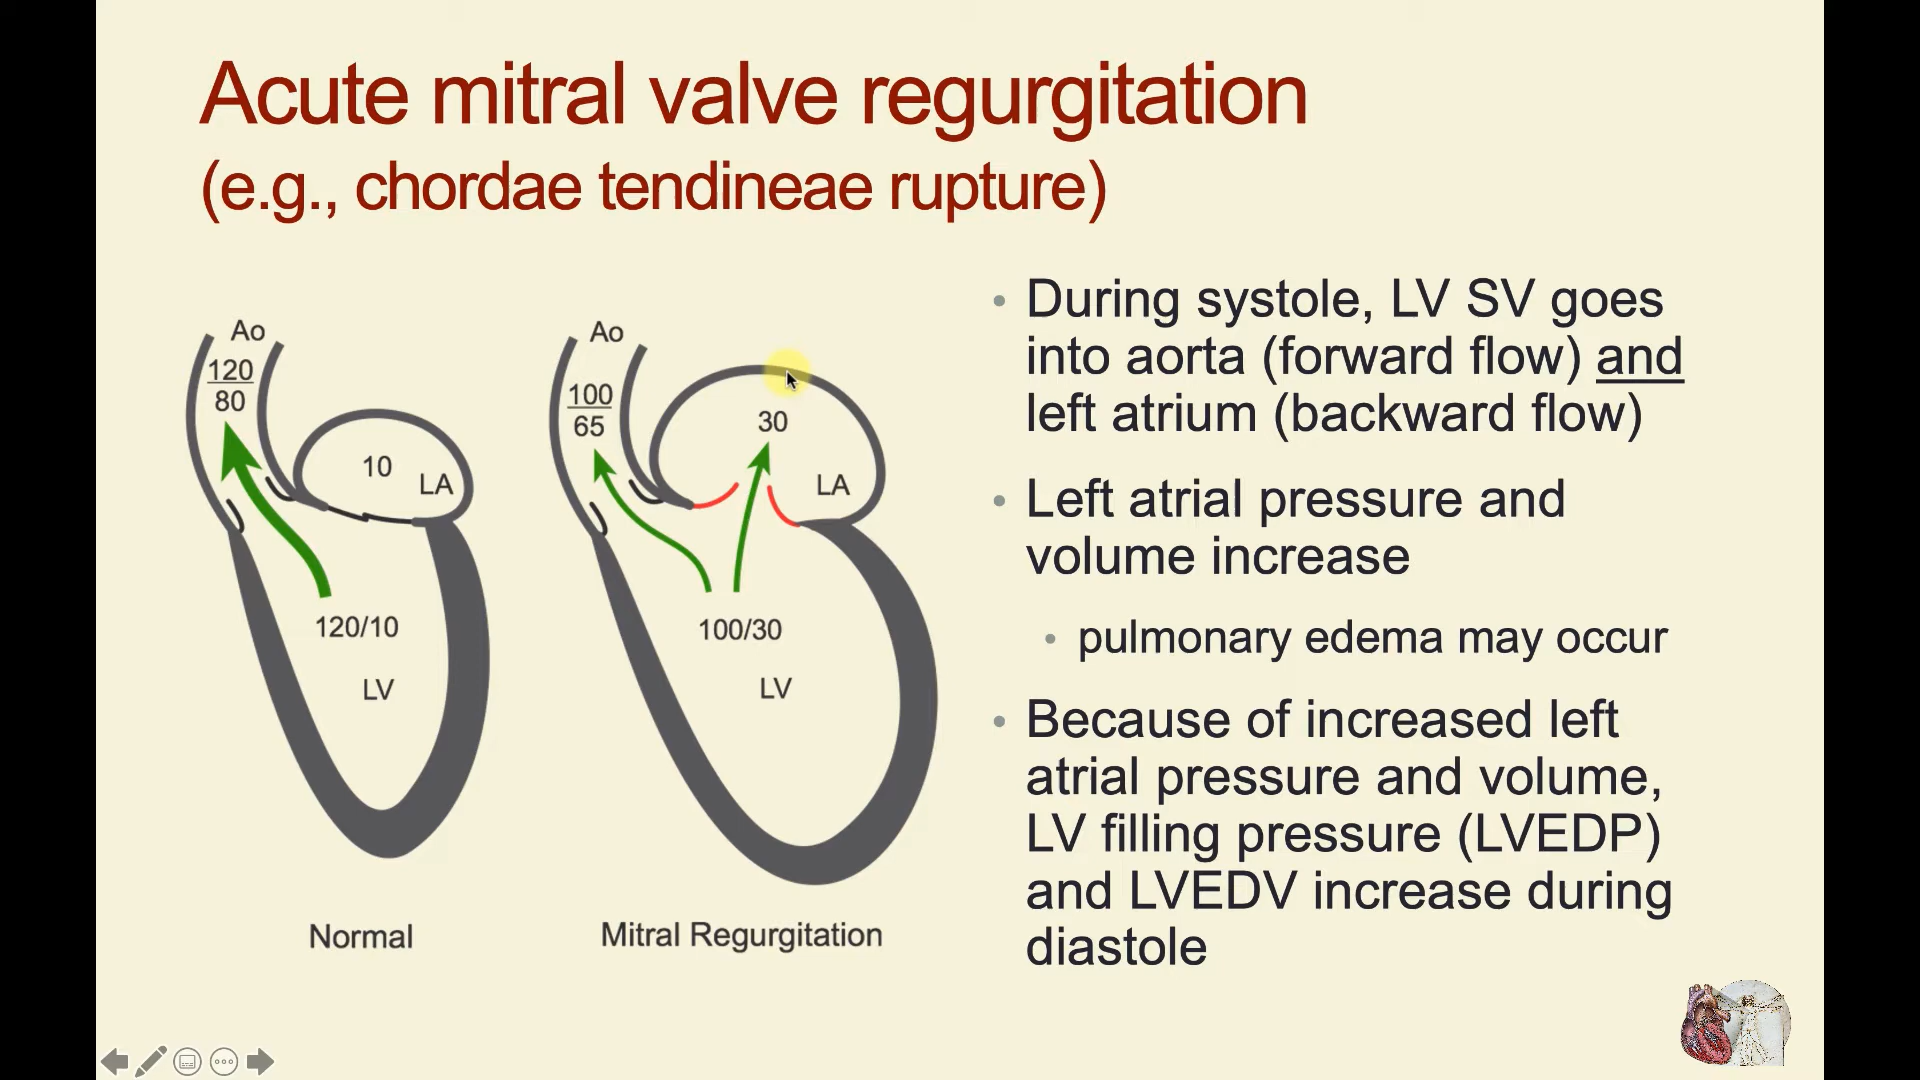 Acute mitral valve regurgitation
(e.g., chordae tendineae rupture)
Ao
120
80
10
LA
120/10
LV
Normal
Ao
100
65
30
LA
100/30
LV
Mitral Regurgitation
• During systole, LV SV goes
into aorta (forward flow) and
left atrium (backward flow)
• Left atrial pressure and
volume increase
• pulmonary edema may occur
• Because of increased left
atrial pressure and volume,
LV filling pressure (LVEDP)
and LVEDV increase during
diastole